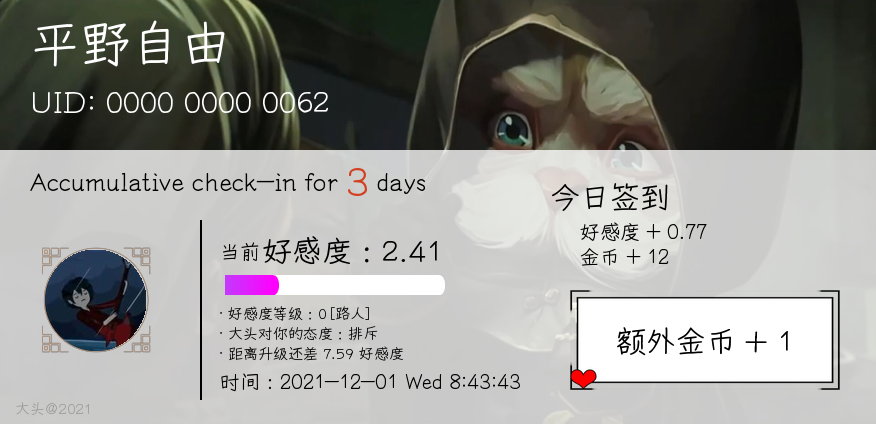 平野自由
UID: 0000 0000 0062
Accumulative check-in for 3 days
当前好感度：2.41
· 好感度等级：0[路人]
· 大头对你的态度：排斥
· 距离升级还差 7.59 好感度
时间：2021-12-01 Wed 8:43:43
今日签到
好感度 + 0.77
金币 + 12
额外金币 + 1
大头@2021